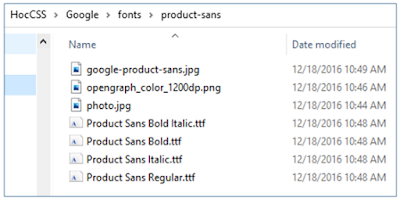 HocCSS > Google > fonts > product-sans
Name Date modified
google-product-sans.jpg 12/18/2016 10:49 AM
opengraph_color_1200dp.png 12/18/2016 10:46 AM
photo.jpg 12/18/2016 10:44 AM
Product Sans Bold Italic.ttf 12/18/2016 10:48 AM
Product Sans Bold.ttf 12/18/2016 10:48 AM
Product Sans Italic.ttf 12/18/2016 10:48 AM
Product Sans Regular.ttf 12/18/2016 10:48 AM